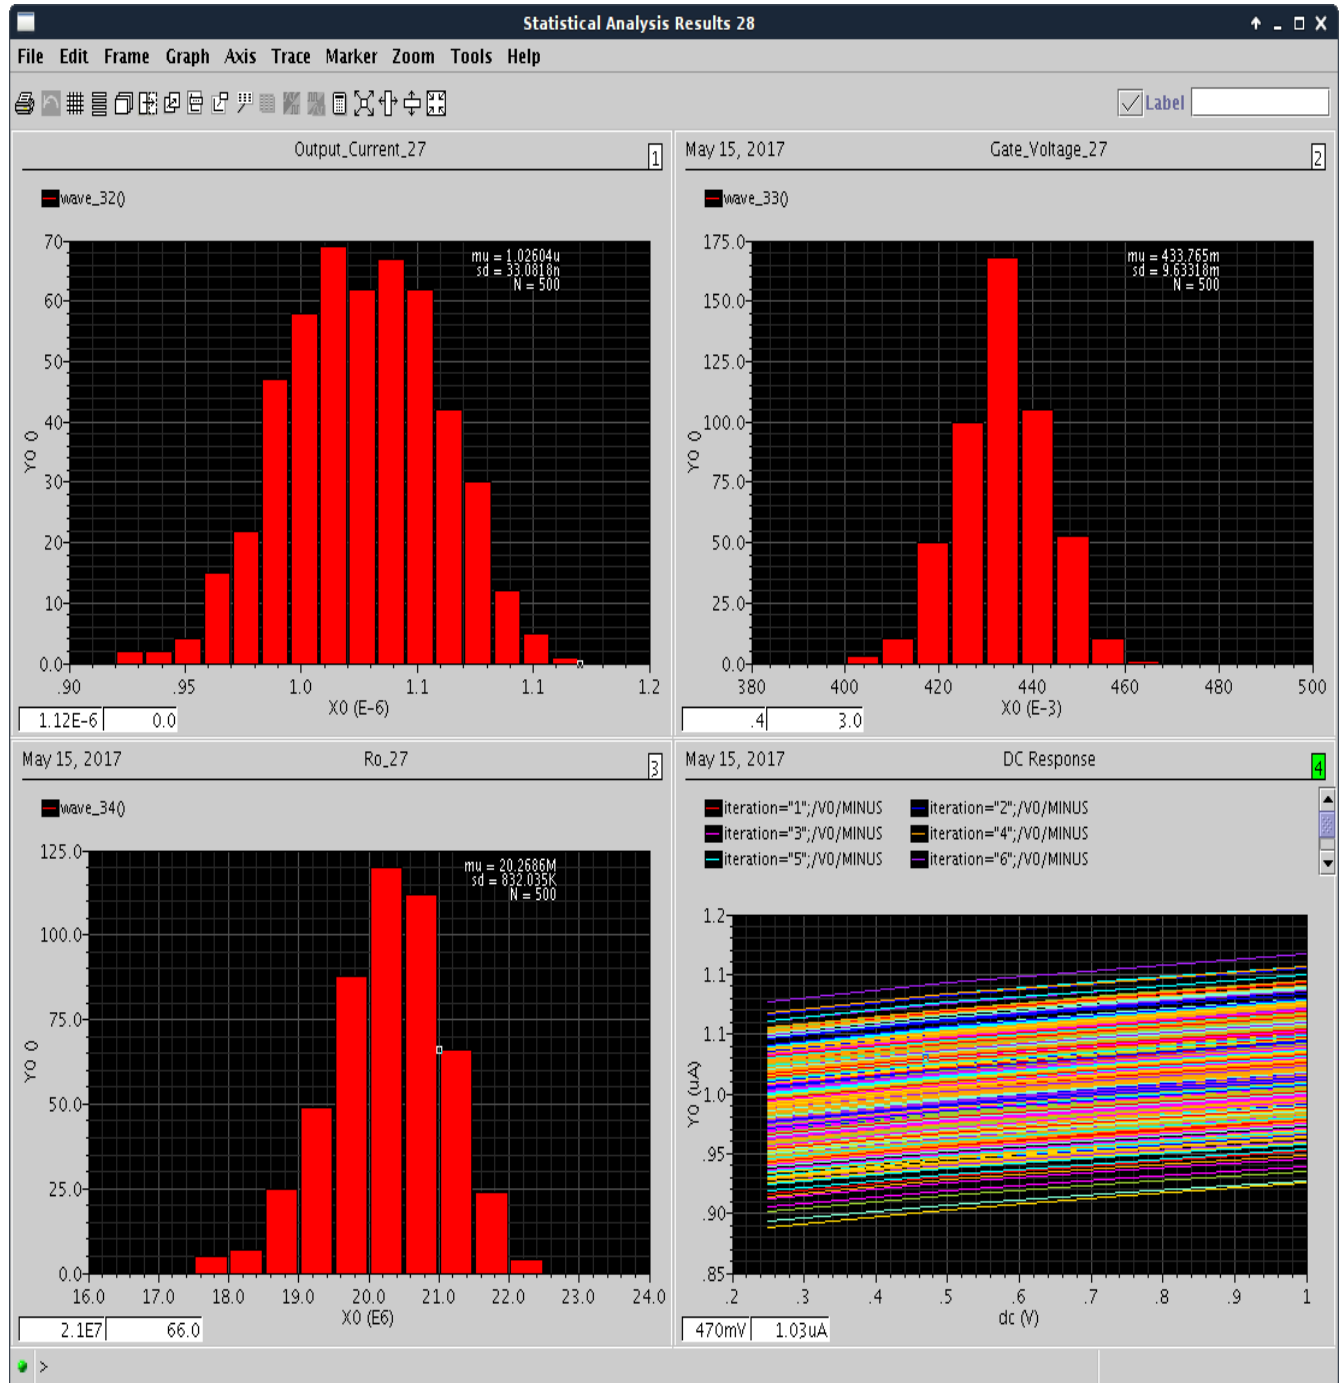 Statistical Analysis Results 28
File Edit Frame Graph Axis Trace Marker Zoom Tools Help
Label
Output_Current_27
1
wave_32()
mu = 1.02604u
sd = 33.0818n
N = 500
70
60
50
40
30
20
10
0.0
Y0 ()
.90 .95 1.0 1.1 1.1 1.2
X0 (E-6)
1.12E-6 0.0
May 15, 2017 Gate_Voltage_27
2
wave_33()
mu = 433.765m
sd = 9.63318m
N = 500
175.0
150.0
125.0
100.0
75.0
50.0
25.0
0.0
Y0 ()
380 400 420 440 460 480 500
X0 (E-3)
.4 3.0
May 15, 2017 Ro_27
3
wave_34()
mu = 20.2686M
sd = 832.035K
N = 500
125.0
100.0
75.0
50.0
25.0
0.0
Y0 ()
16.0 17.0 18.0 19.0 20.0 21.0 22.0 23.0 24.0
X0 (E6)
2.1E7 66.0
May 15, 2017 DC Response
4
iteration="1";/V0/MINUS iteration="2";/V0/MINUS
iteration="3";/V0/MINUS iteration="4";/V0/MINUS
iteration="5";/V0/MINUS iteration="6";/V0/MINUS
1.2
1.1
1.1
1.0
.95
.90
.85
Y0 (uA)
.2 .3 .4 .5 .6 .7 .8 .9 1
dc (V)
470mV 1.03uA
>